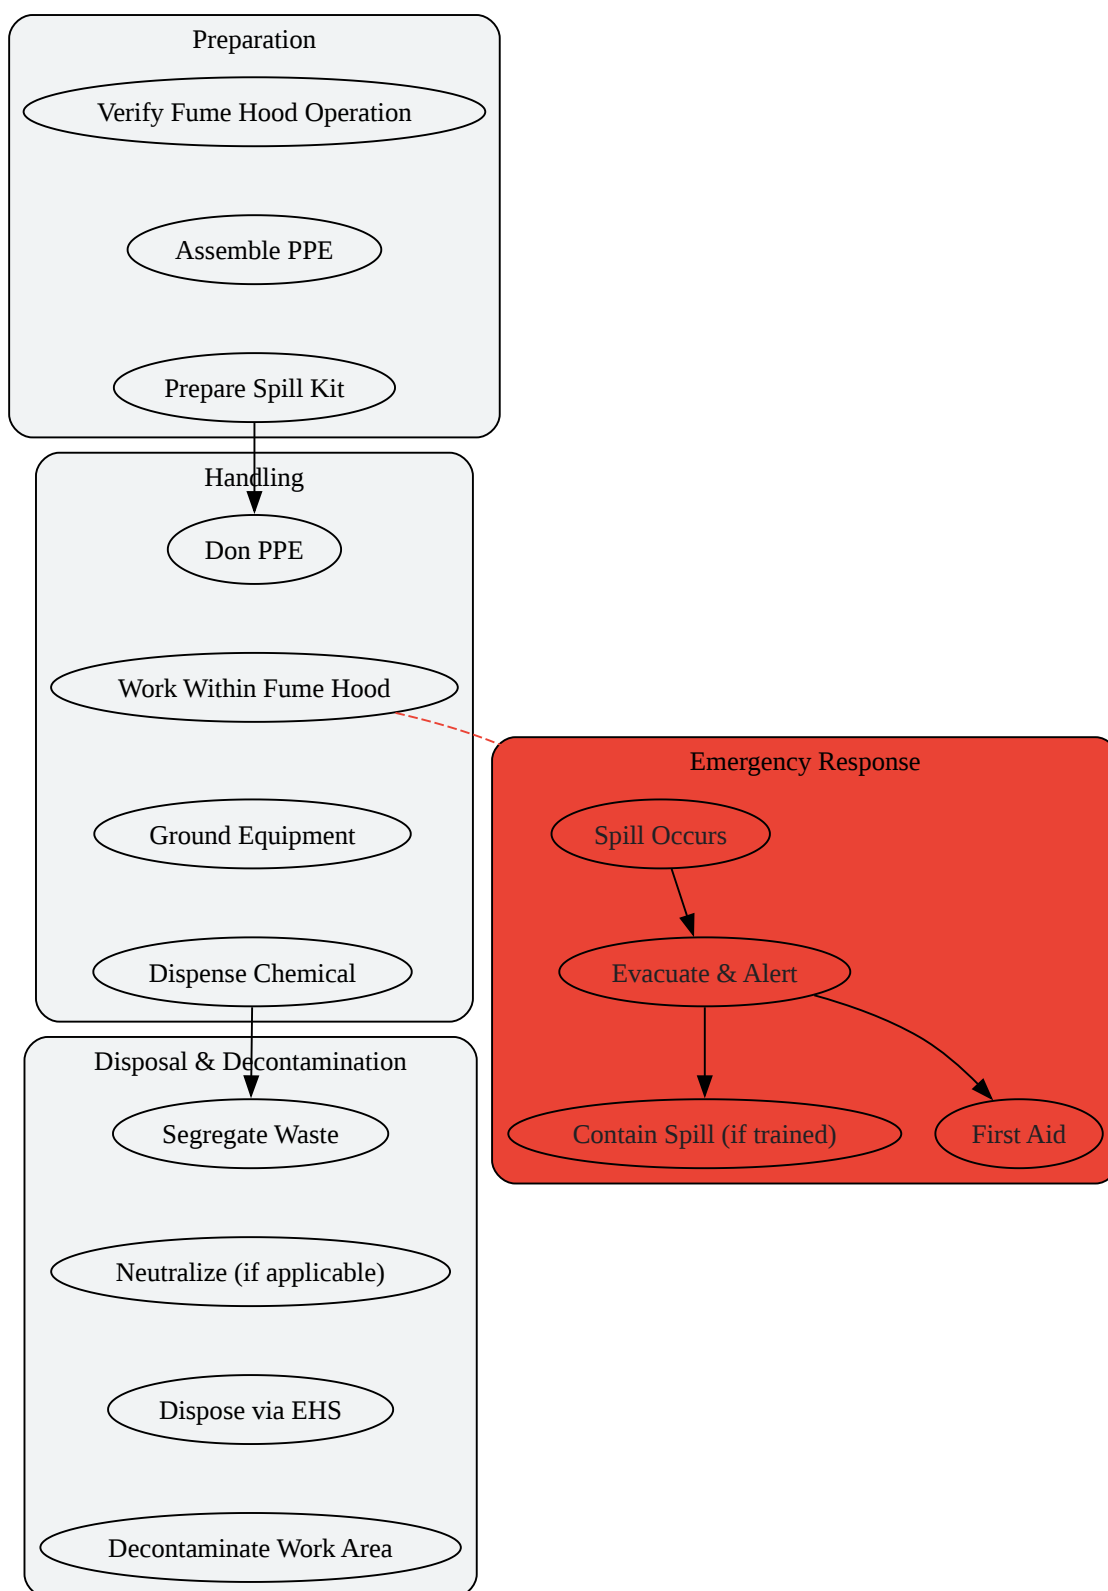 Preparation
Verify Fume Hood Operation
Assemble PPE
Prepare Spill Kit
Handling
Don PPE
Work Within Fume Hood
Ground Equipment
Dispense Chemical
Emergency Response
Spill Occurs
Evacuate & Alert
Contain Spill (if trained)
First Aid
Disposal & Decontamination
Segregate Waste
Neutralize (if applicable)
Dispose via EHS
Decontaminate Work Area